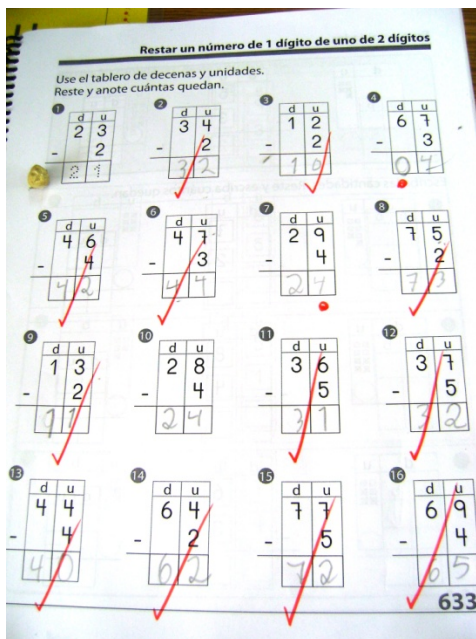 Restar un número de 1 dígito de uno de 2 dígitos
Use el tablero de decenas y unidades.
Reste y anote cuántas quedan.
1 2 3 4
d u d u d u d u
2 3 3 4 1 2 6 7
- 2 - 2 - 2 - 3
2 1 3 2 1 0 0 4
5 6 7 8
d u d u d u d u
4 6 4 7 2 9 7 5
- 4 - 3 - 4 - 2
4 2 4 4 2 4 7 3
9 10 11 12
d u d u d u d u
1 3 2 8 3 6 3 7
- 2 - 4 - 5 - 5
1 2 4 3 1 3 2
13 14 15 16
d u d u d u d u
4 4 6 4 7 7 6 9
- 4 - 2 - 5 - 4
4 0 6 2 7 2 6 5
633